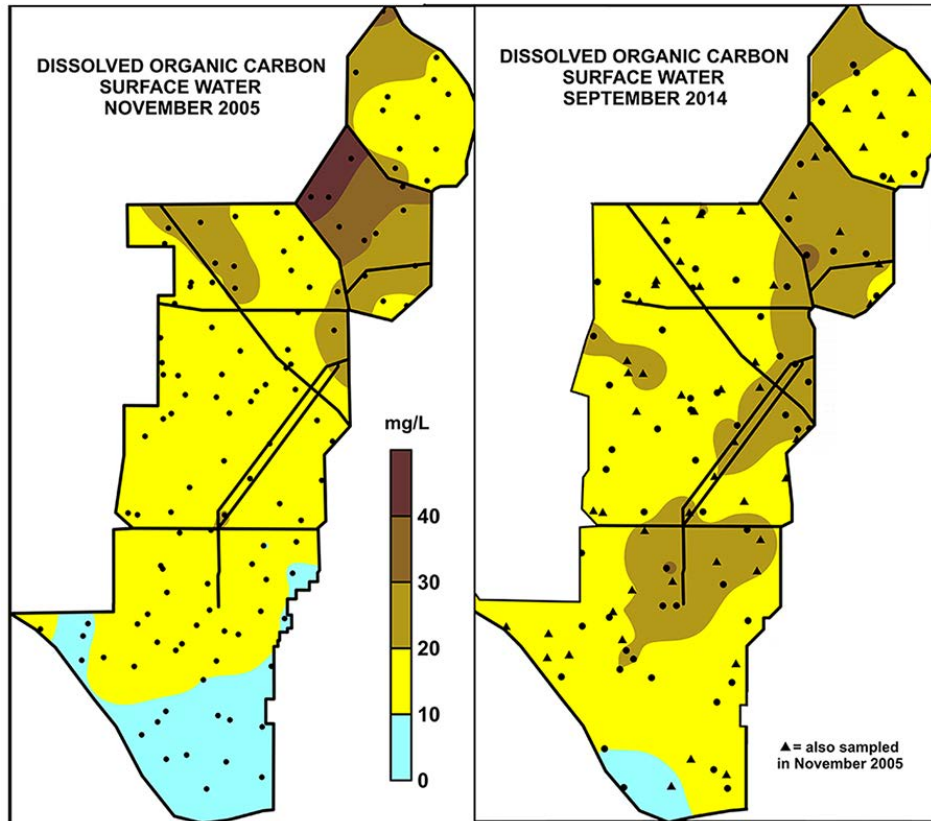 DISSOLVED ORGANIC CARBON
SURFACE WATER
NOVEMBER 2005
DISSOLVED ORGANIC CARBON
SURFACE WATER
SEPTEMBER 2014
mg/L
40
30
20
10
0
▲= also sampled
in November 2005